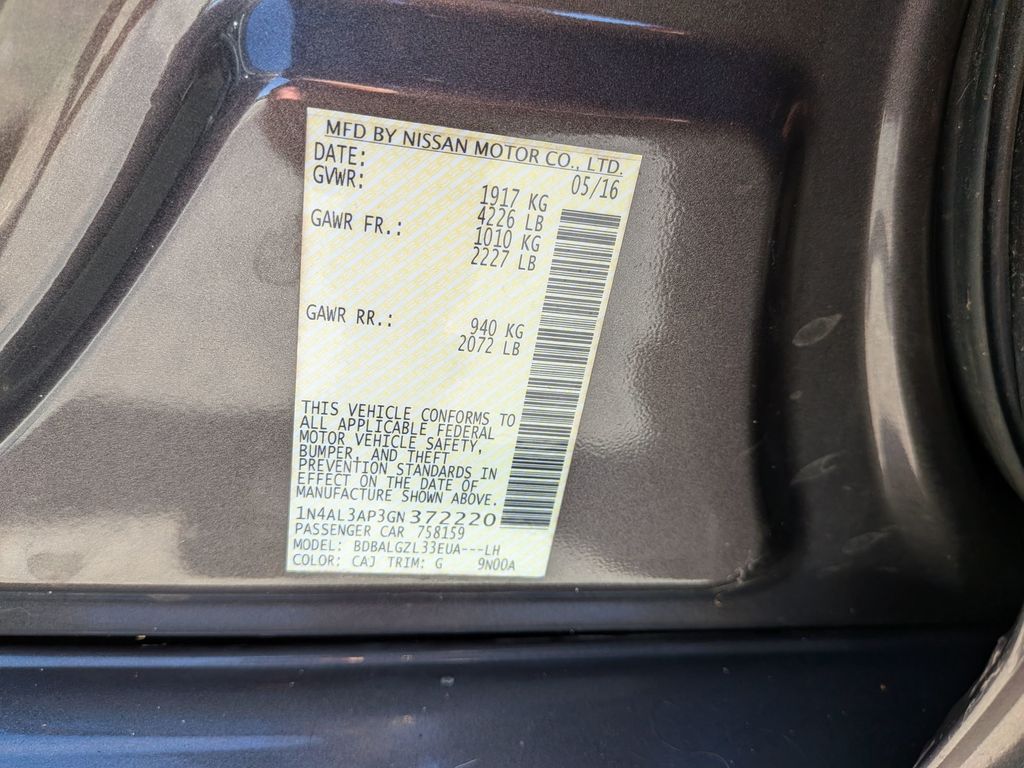 MFD BY NISSAN MOTOR CO., LTD.
DATE: 05/16
GVWR: 1917 KG
4226 LB
GAWR FR.: 1010 KG
2227 LB
GAWR RR.: 940 KG
2072 LB
THIS VEHICLE CONFORMS TO
ALL APPLICABLE FEDERAL
MOTOR VEHICLE SAFETY,
BUMPER, AND THEFT
PREVENTION STANDARDS IN
EFFECT ON THE DATE OF
MANUFACTURE SHOWN ABOVE.
1N4AL3AP3GN372220
PASSENGER CAR 758159
MODEL: BDBALGZL33EUA---LH
COLOR: CAJ TRIM: G 9N00A